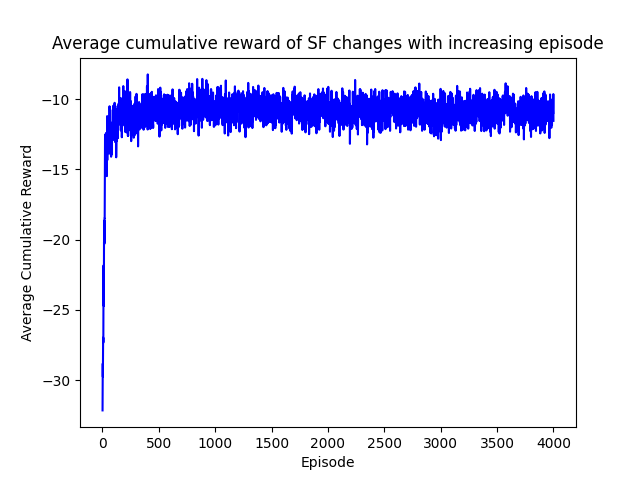 Average cumulative reward of SF changes with increasing episode
−10
−15
−20
−25
−30
Average Cumulative Reward
0 500 1000 1500 2000 2500 3000 3500 4000
Episode